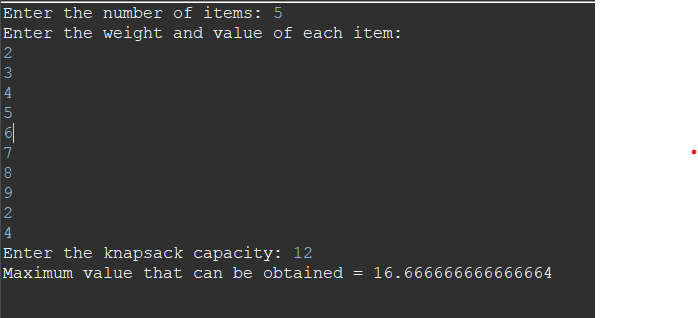 Enter the number of items: 5
Enter the weight and value of each item:
2
3
4
5
6
7
8
9
2
4
Enter the knapsack capacity: 12
Maximum value that can be obtained = 16.666666666666664